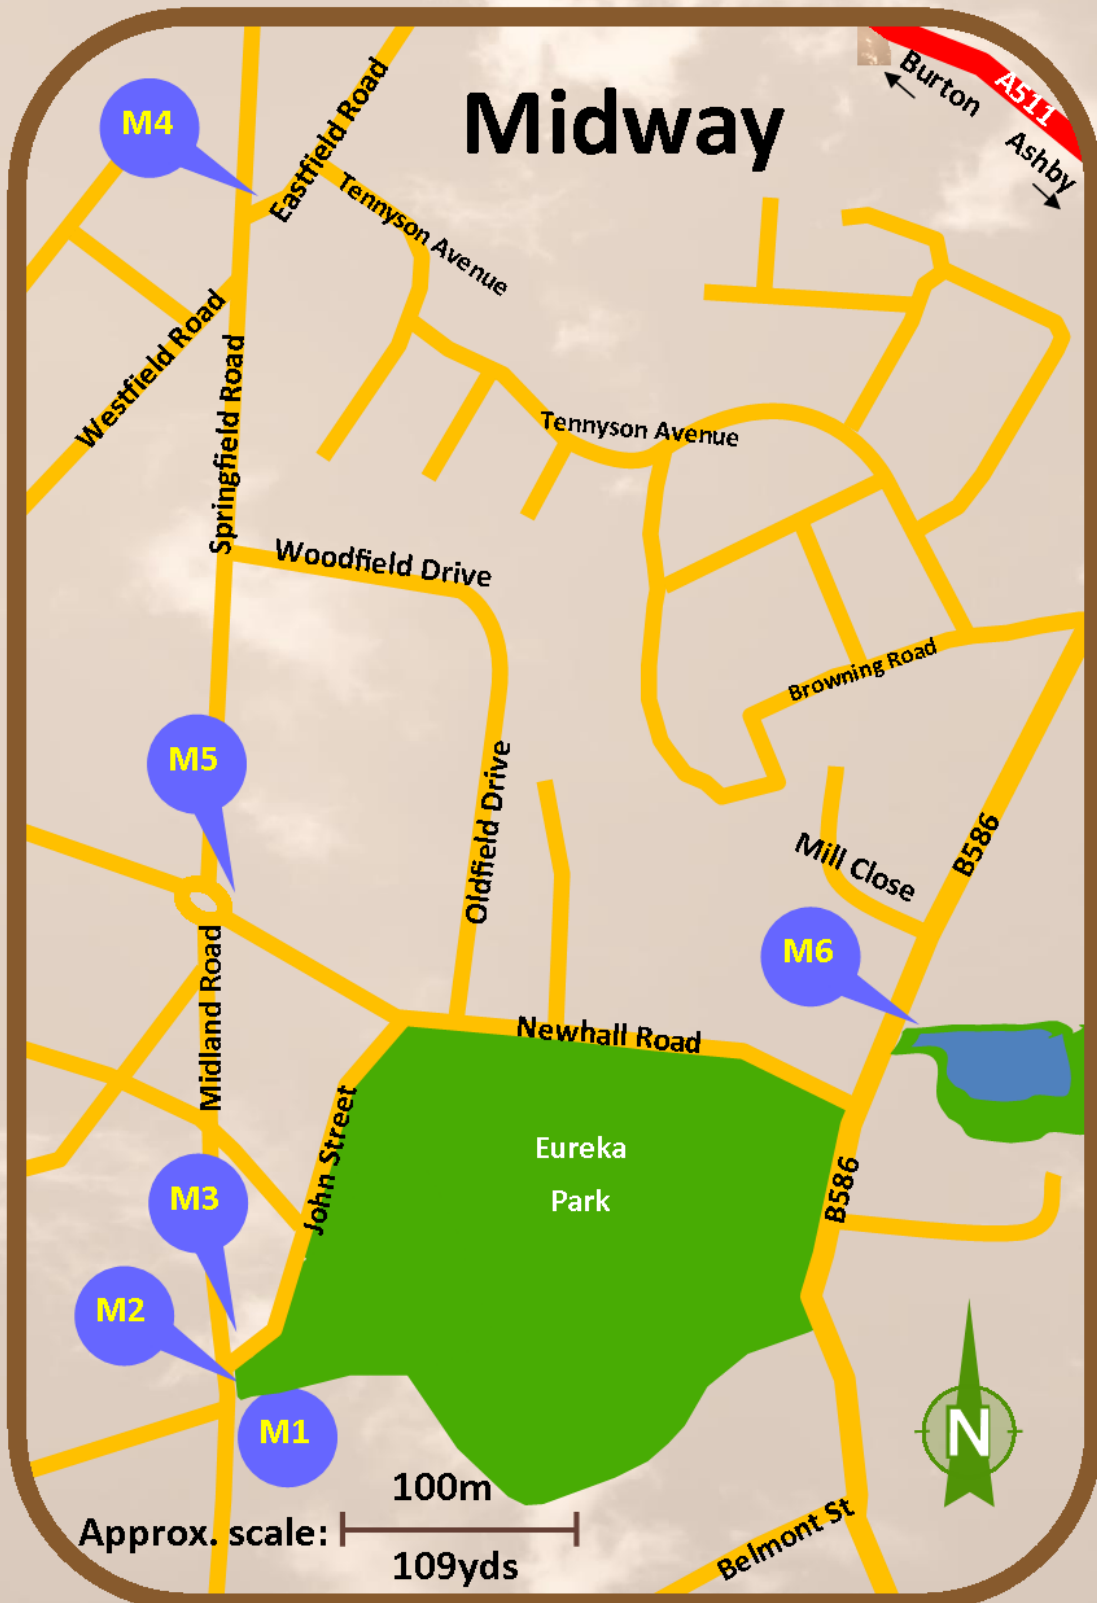 Midway
Burton
A511
Ashby
M4
Eastfield Road
Tennyson Avenue
Westfield Road
Springfield Road
Tennyson Avenue
Woodfield Drive
Browning Road
M5
Oldfield Drive
Mill Close
B586
M6
Midland Road
Newhall Road
John Street
Eureka
Park
B586
M3
M2
M1
N
100m
Approx. scale:
109yds
Belmont St